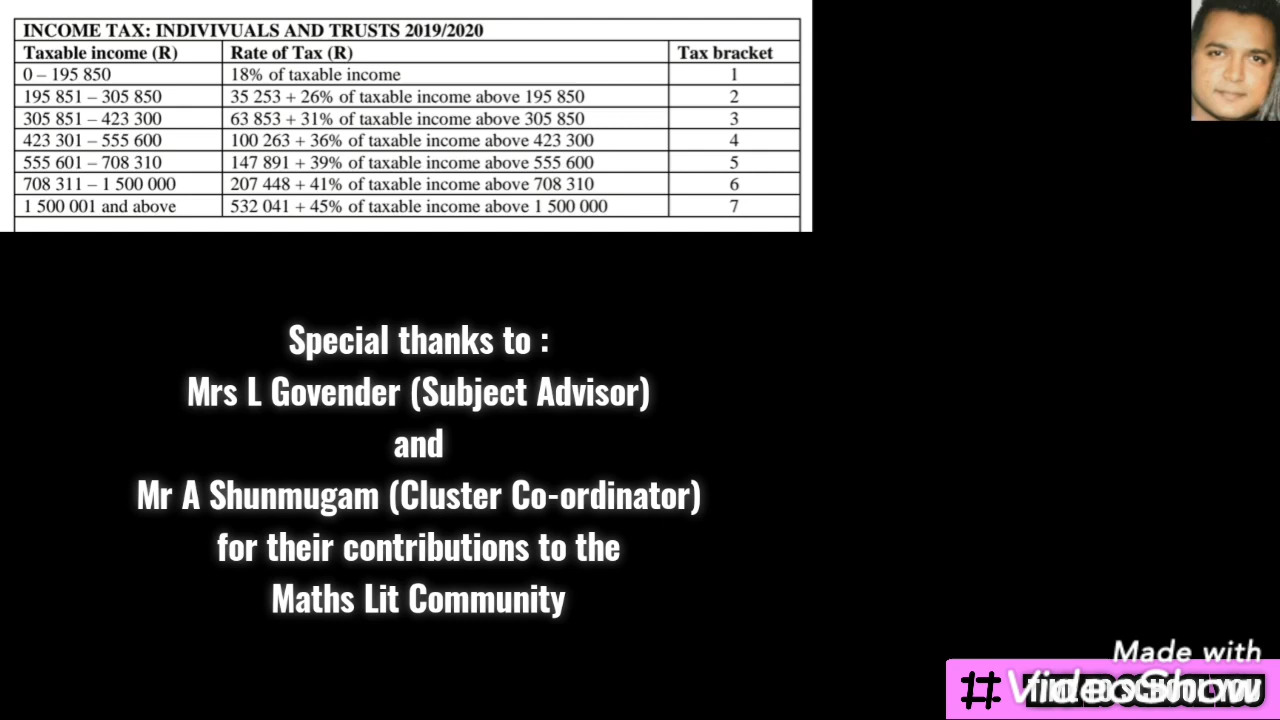 INCOME TAX: INDIVIVUALS AND TRUSTS 2019/2020
Taxable income (R) Rate of Tax (R) Tax bracket
0 – 195 850 18% of taxable income 1
195 851 – 305 850 35 253 + 26% of taxable income above 195 850 2
305 851 – 423 300 63 853 + 31% of taxable income above 305 850 3
423 301 – 555 600 100 263 + 36% of taxable income above 423 300 4
555 601 – 708 310 147 891 + 39% of taxable income above 555 600 5
708 311 – 1 500 000 207 448 + 41% of taxable income above 708 310 6
1 500 001 and above 532 041 + 45% of taxable income above 1 500 000 7
Special thanks to :
Mrs L Govender (Subject Advisor)
and
Mr A Shunmugam (Cluster Co-ordinator)
for their contributions to the
Maths Lit Community
Made with
VideoShow
# TIME TO SCHOOL YOU